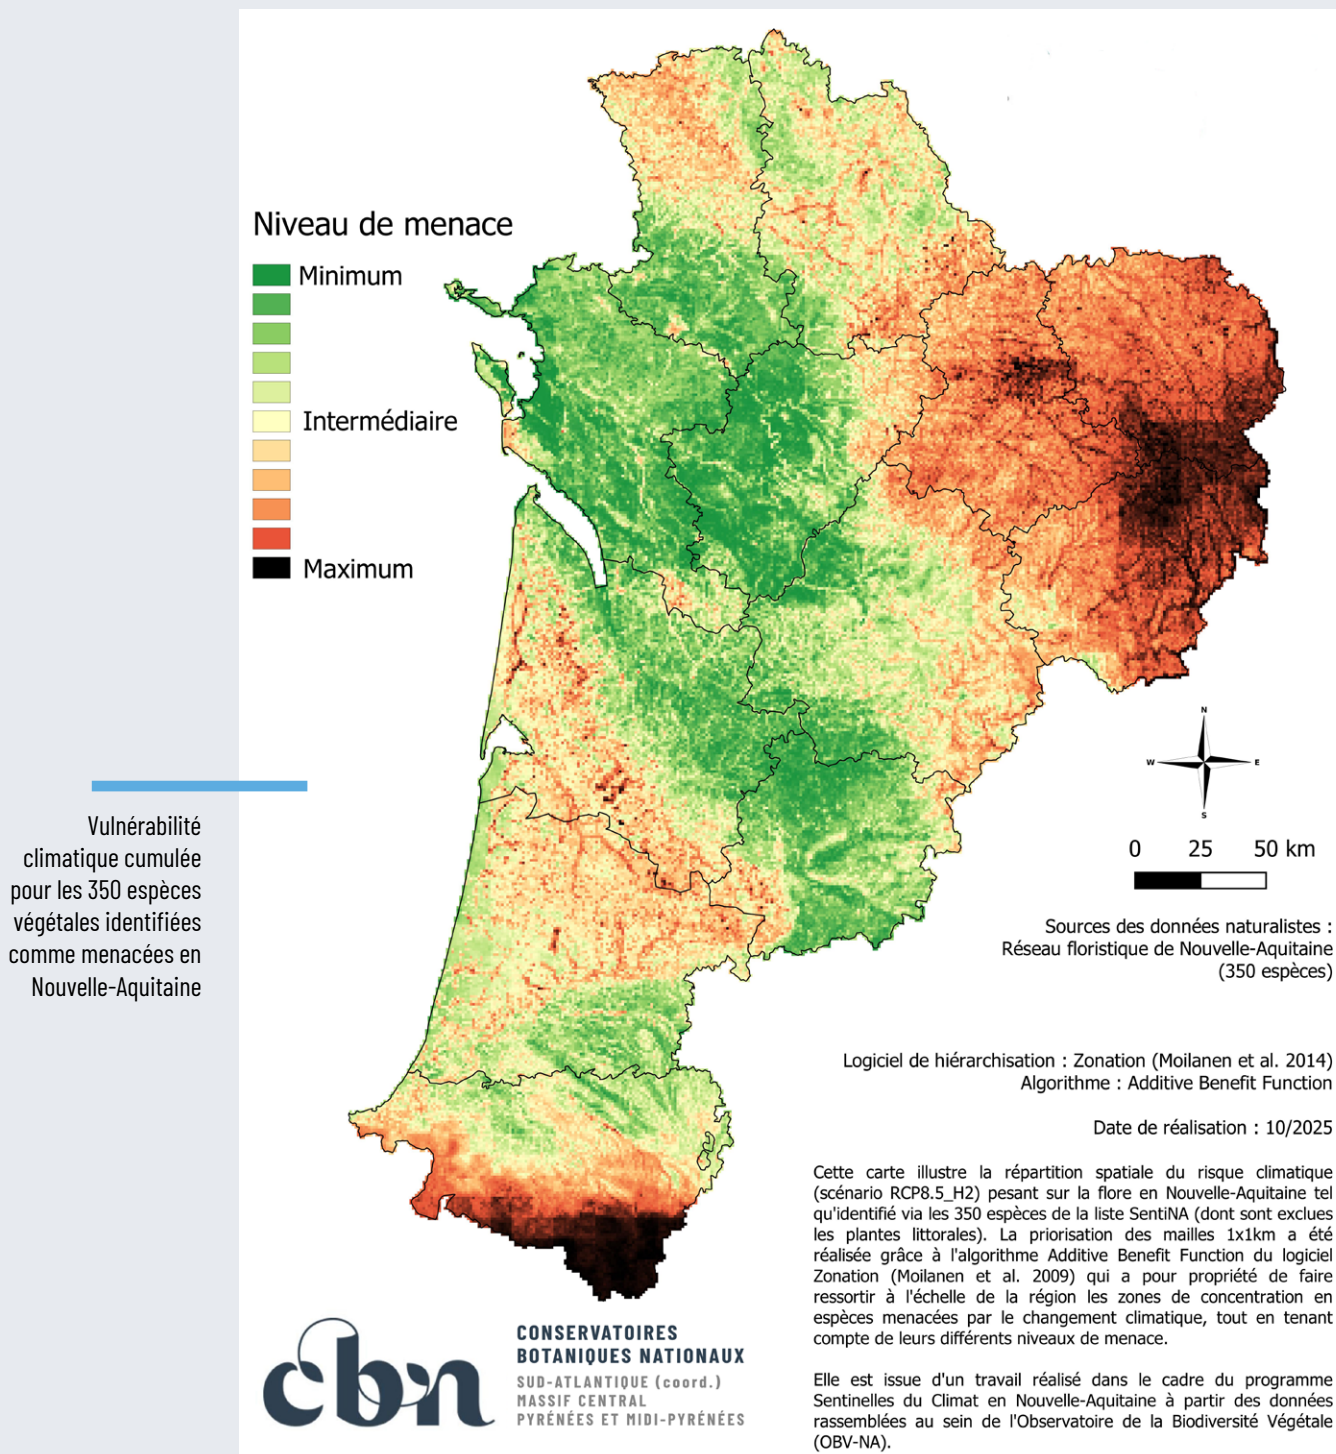 Niveau de menace
Minimum
Intermédiaire
Maximum
Vulnérabilité
climatique cumulée
pour les 350 espèces
végétales identifiées
comme menacées en
Nouvelle-Aquitaine
N
W
E
S
0 25 50 km
Sources des données naturalistes :
Réseau floristique de Nouvelle-Aquitaine
(350 espèces)
Logiciel de hiérarchisation : Zonation (Moilanen et al. 2014)
Algorithme : Additive Benefit Function
Date de réalisation : 10/2025
Cette carte illustre la répartition spatiale du risque climatique
(scénario RCP8.5_H2) pesant sur la flore en Nouvelle-Aquitaine tel
qu'identifié via les 350 espèces de la liste SentiNA (dont sont exclues
les plantes littorales). La priorisation des mailles 1x1km a été
réalisée grâce à l'algorithme Additive Benefit Function du logiciel
Zonation (Moilanen et al. 2009) qui a pour propriété de faire
ressortir à l'échelle de la région les zones de concentration en
espèces menacées par le changement climatique, tout en tenant
compte de leurs différents niveaux de menace.
Elle est issue d'un travail réalisé dans le cadre du programme
Sentinelles du Climat en Nouvelle-Aquitaine à partir des données
rassemblées au sein de l'Observatoire de la Biodiversité Végétale
(OBV-NA).
cbn
CONSERVATOIRES
BOTANIQUES NATIONAUX
SUD-ATLANTIQUE (coord.)
MASSIF CENTRAL
PYRÉNÉES ET MIDI-PYRÉNÉES